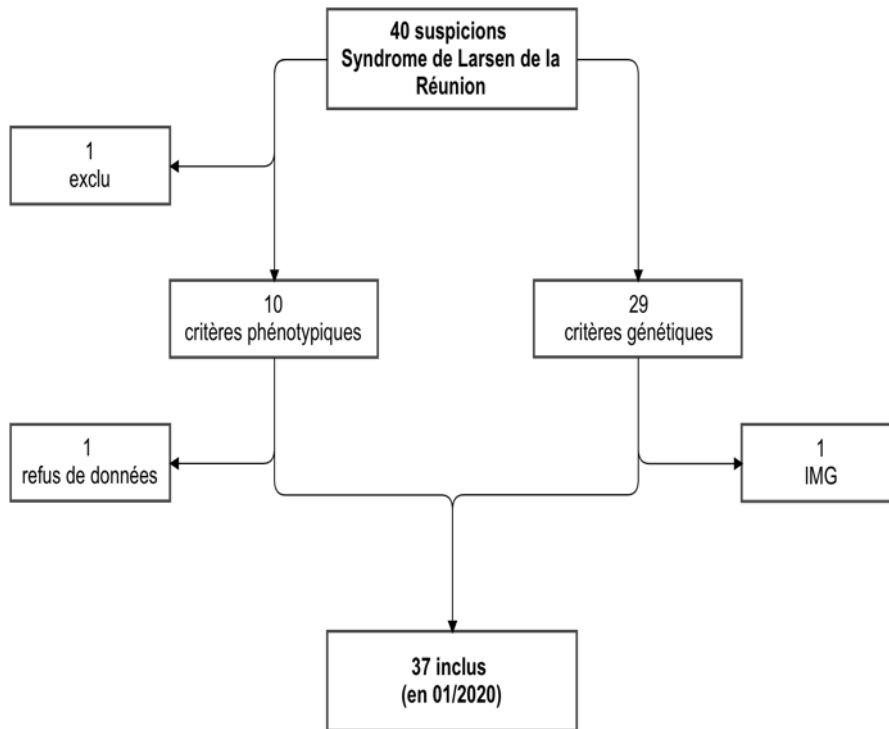 40 suspicions
Syndrome de Larsen de la
Réunion
1
exclu
10
critères phénotypiques
29
critères génétiques
1
refus de données
1
IMG
37 inclus
(en 01/2020)